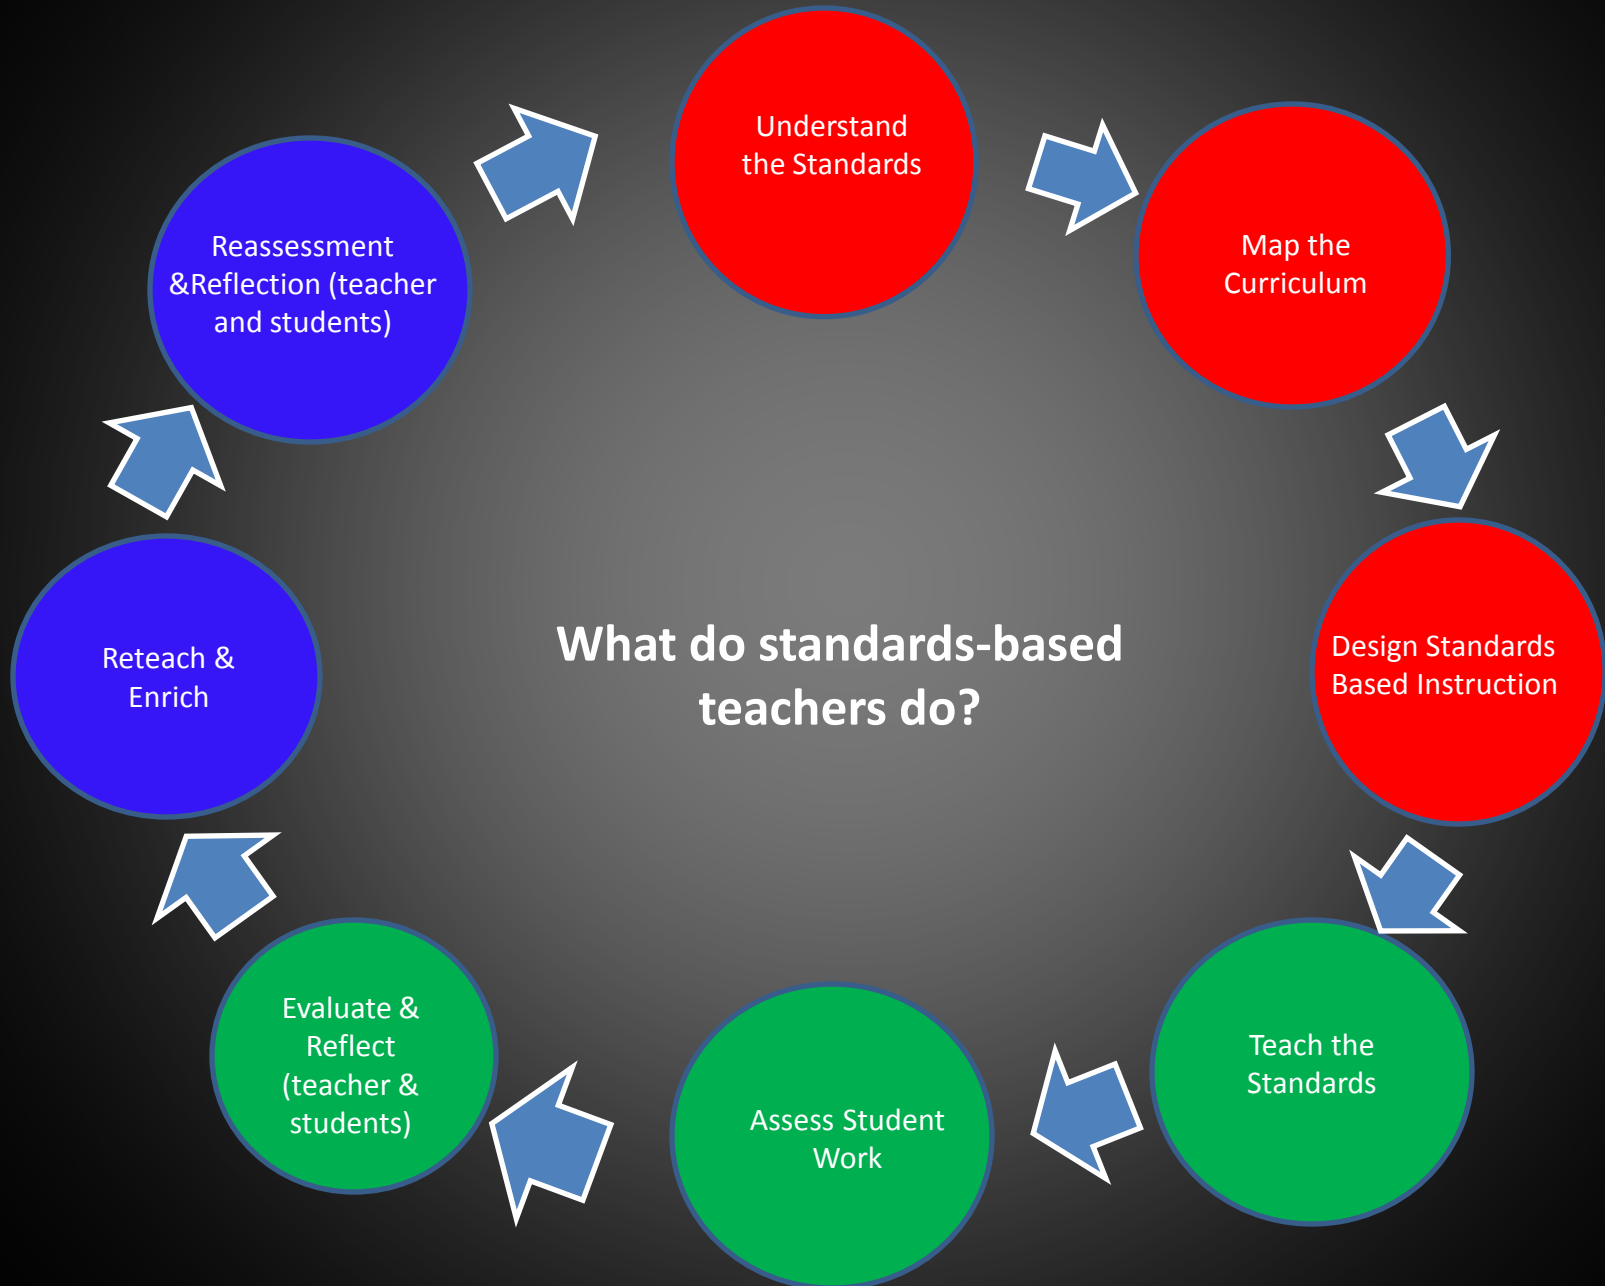 Understand
the Standards
Map the
Curriculum
Design Standards
Based Instruction
Teach the
Standards
Assess Student
Work
Evaluate &
Reflect
(teacher &
students)
Reteach &
Enrich
Reassessment
&Reflection (teacher
and students)
What do standards-based
teachers do?